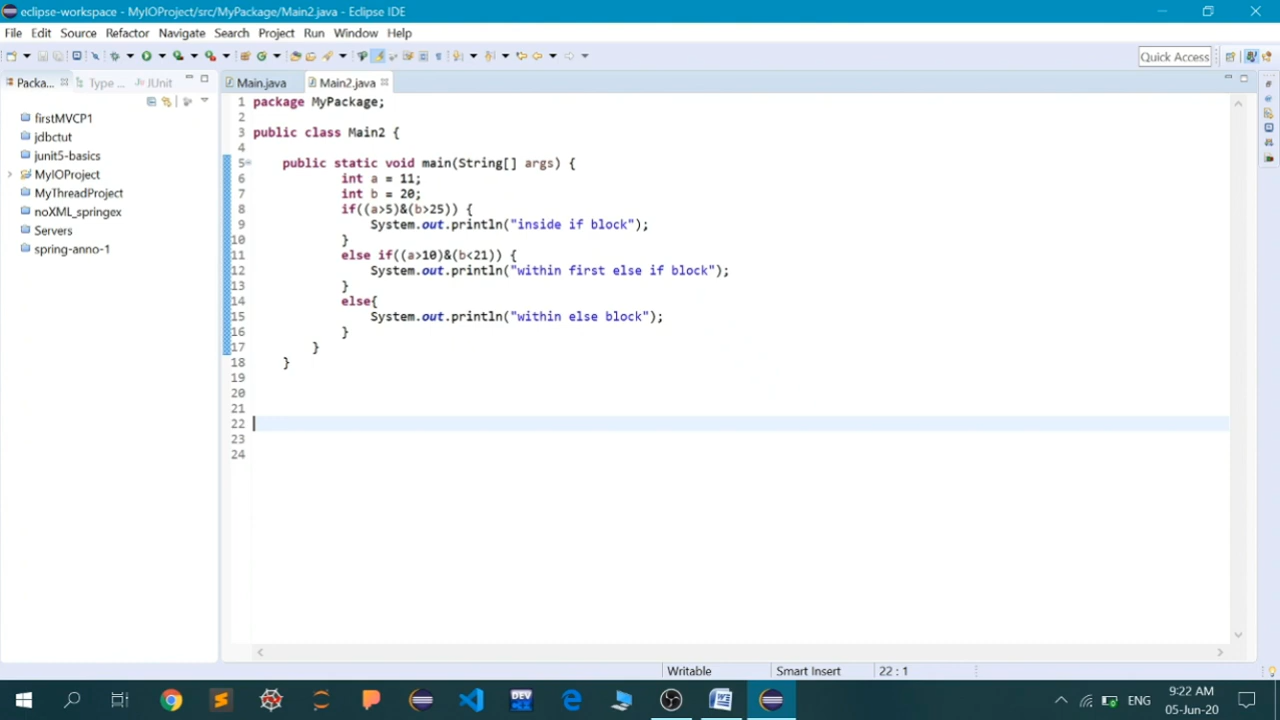 eclipse-workspace - MyIOProject/src/MyPackage/Main2.java - Eclipse IDE
File Edit Source Refactor Navigate Search Project Run Window Help
Quick Access
Packa... Type ... JUnit
Main.java Main2.java
firstMVCP1
jdbctut
junit5-basics
MyIOProject
MyThreadProject
noXML_springex
Servers
spring-anno-1
1 package MyPackage;
2
3 public class Main2 {
4
5 public static void main(String[] args) {
6 int a = 11;
7 int b = 20;
8 if((a>5)&(b>25)) {
9 System.out.println("inside if block");
10 }
11 else if((a>10)&(b<21)) {
12 System.out.println("within first else if block");
13 }
14 else{
15 System.out.println("within else block");
16 }
17 }
18 }
19
20
21
22
23
24
Writable Smart Insert 22 : 1
DEV
ENG
9:22 AM
05-Jun-20